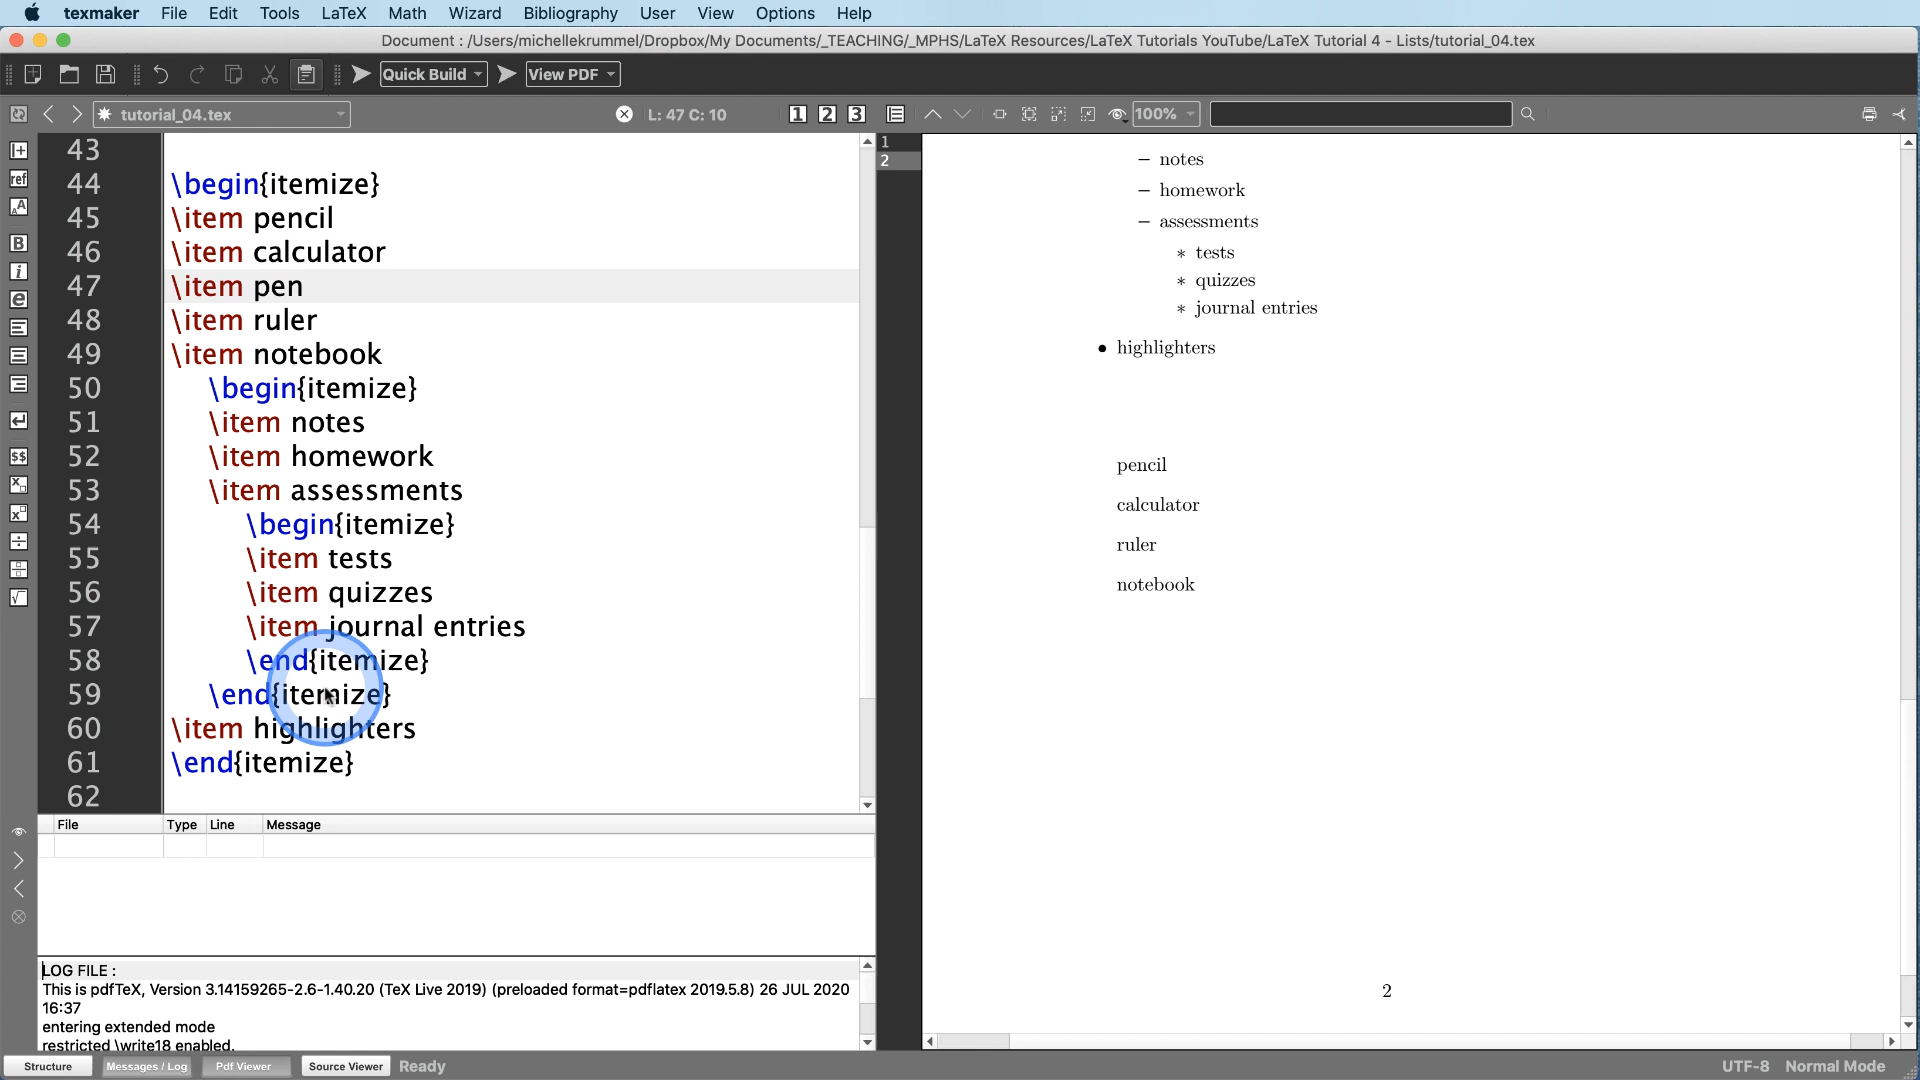 texmaker File Edit Tools LaTeX Math Wizard Bibliography User View Options Help
Document : /Users/michellekrummel/Dropbox/My Documents/_TEACHING/_MPHS/LaTeX Resources/LaTeX Tutorials YouTube/LaTeX Tutorial 4 - Lists/tutorial_04.tex
Quick Build View PDF
tutorial_04.tex L: 47 C: 10 1 2 3 100%
43
44 \begin{itemize}
45 \item pencil
46 \item calculator
47 \item pen
48 \item ruler
49 \item notebook
50 \begin{itemize}
51 \item notes
52 \item homework
53 \item assessments
54 \begin{itemize}
55 \item tests
56 \item quizzes
57 \item journal entries
58 \end{itemize}
59 \end{itemize}
60 \item highlighters
61 \end{itemize}
62
1
2
– notes
– homework
– assessments
* tests
* quizzes
* journal entries
• highlighters
pencil
calculator
ruler
notebook
2
File Type Line Message
LOG FILE :
This is pdfTeX, Version 3.14159265-2.6-1.40.20 (TeX Live 2019) (preloaded format=pdflatex 2019.5.8) 26 JUL 2020
16:37
entering extended mode
restricted \write18 enabled.
Structure Messages / Log Pdf Viewer Source Viewer Ready UTF-8 Normal Mode